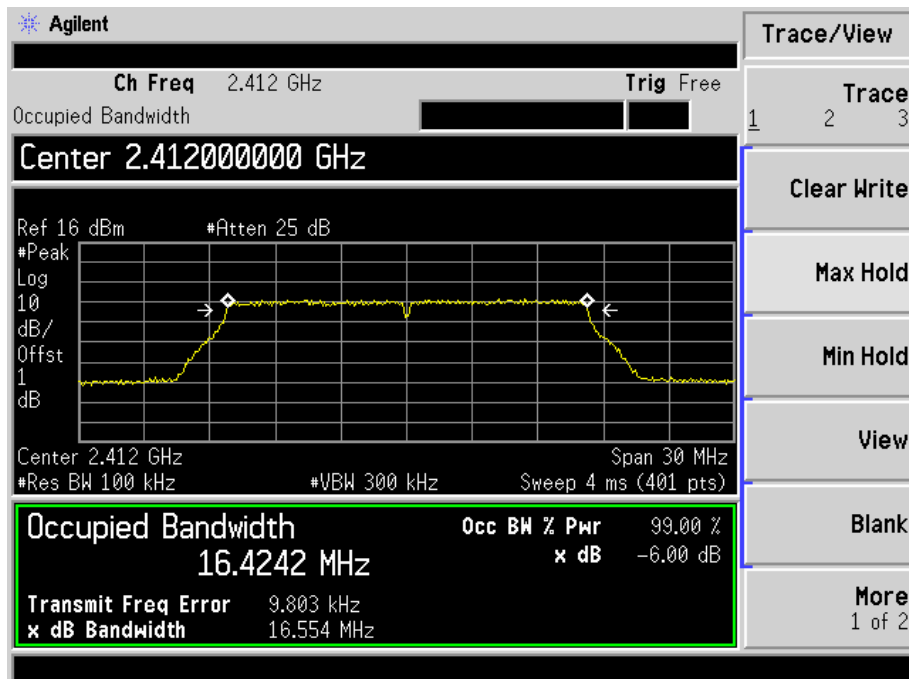 Agilent
Trace/View
Ch Freq 2.412 GHz Trig Free
Occupied Bandwidth
Trace
1 2 3
Center 2.412000000 GHz
Clear Write
Ref 16 dBm #Atten 25 dB
#Peak
Log
10
dB/
Offst
1
dB
Max Hold
Min Hold
View
Center 2.412 GHz Span 30 MHz
#Res BW 100 kHz #VBW 300 kHz Sweep 4 ms (401 pts)
Occupied Bandwidth
16.4242 MHz
Occ BW % Pwr 99.00 %
x dB -6.00 dB
Blank
Transmit Freq Error 9.803 kHz
x dB Bandwidth 16.554 MHz
More
1 of 2